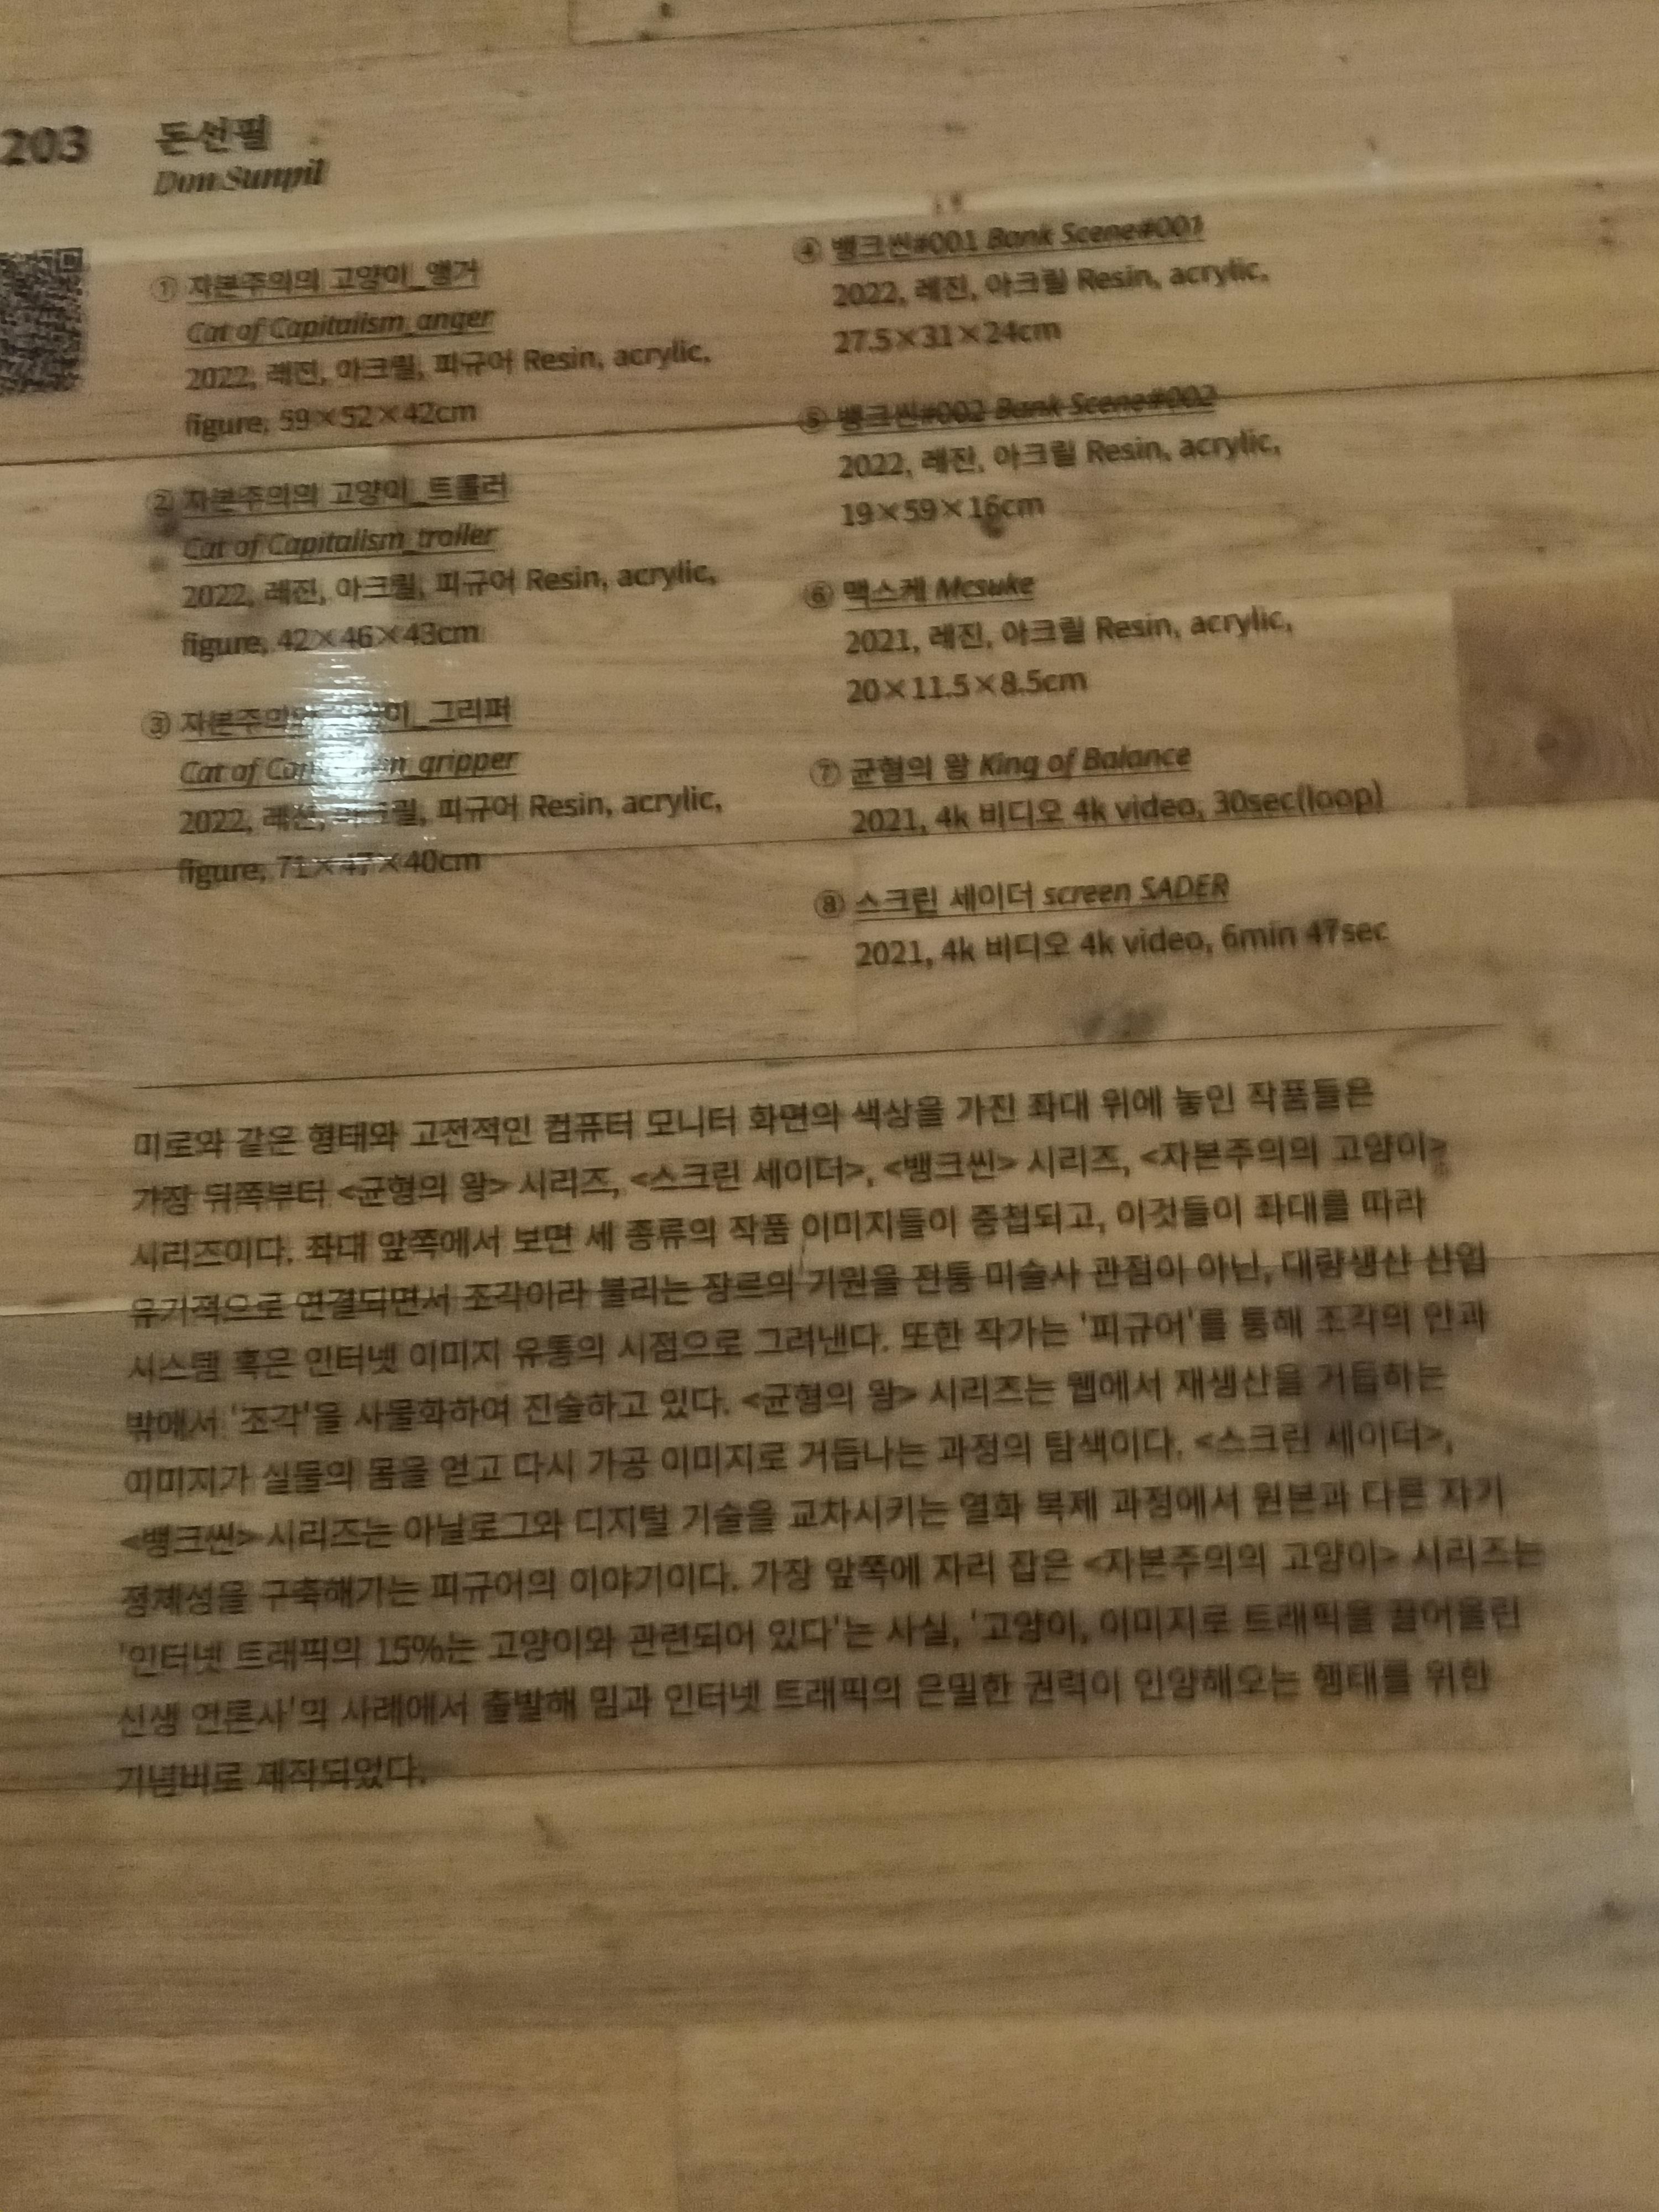 203
돈선필
Don Sunpil
① 자본주의의 고양이_앵거
Cat of Capitalism_anger
2022, 레진, 아크릴, 피규어 Resin, acrylic,
figure, 59×52×42cm
② 자본주의의 고양이_트롤러
Cat of Capitalism_troller
2022, 레진, 아크릴, 피규어 Resin, acrylic,
figure, 42×46×43cm
③ _그리퍼
Cat of gripper
2022, 레진, 피규어 Resin, acrylic,
figure, 71×47×40cm
④ 뱅크씬#001 Bank Scene#001
2022, 레진, 아크릴 Resin, acrylic,
27.5×31×24cm
⑤ 뱅크씬#002 Bank Scene#002
2022, 레진, 아크릴 Resin, acrylic,
19×59×16cm
⑥ 맥스케 Mcsuke
2021, 레진, 아크릴 Resin, acrylic,
20×11.5×8.5cm
⑦ 균형의 왕 King of Balance
2021, 4k 비디오 4k video, 30sec(loop)
⑧ 스크린 세이더 screen SADER
2021, 4k 비디오 4k video, 6min 47sec
미로와 같은 형태와 고전적인 컴퓨터 모니터 화면의 색상을 가진 좌대 위에 놓인 작품들은
가장 뒤쪽부터 <균형의 왕> 시리즈, <스크린 세이더>, <뱅크씬> 시리즈, <자본주의의 고양이>
시리즈이다. 좌대 앞쪽에서 보면 세 종류의 작품 이미지들이 중첩되고, 이것들이 좌대를 따라
유기적으로 연결되면서 조각이라 불리는 장르의 기원을 전통 미술사 관점이 아닌, 대량생산 산업
시스템 혹은 인터넷 이미지 유통의 시점으로 그려낸다. 또한 작가는 '피규어'를 통해 조각의 안과
밖에서 '조각'을 사물화하여 진술하고 있다. <균형의 왕> 시리즈는 웹에서 재생산을 거듭하는
이미지가 실물의 몸을 얻고 다시 가공 이미지로 거듭나는 과정의 탐색이다. <스크린 세이더>,
<뱅크씬> 시리즈는 아날로그와 디지털 기술을 교차시키는 열화 복제 과정에서 원본과 다른 자기
정체성을 구축해가는 피규어의 이야기이다. 가장 앞쪽에 자리 잡은 <자본주의의 고양이> 시리즈는
'인터넷 트래픽의 15%는 고양이와 관련되어 있다'는 사실, '고양이, 이미지로 트래픽을 끌어올린
신생 언론사'의 사례에서 출발해 밈과 인터넷 트래픽의 은밀한 권력이 인양해오는 행태를 위한
기념비로 제작되었다.